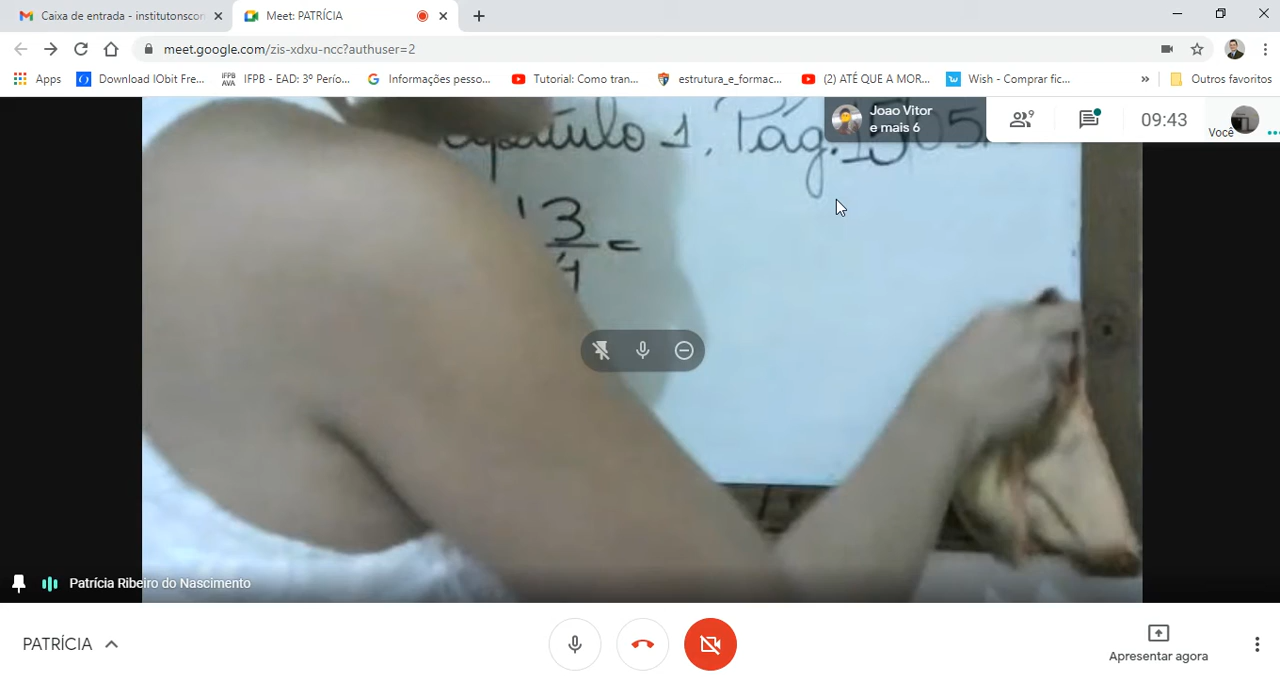 Caixa de entrada - institutonscor
Meet: PATRÍCIA
meet.google.com/zis-xdxu-ncc?authuser=2
Apps
Download IObit Fre...
IFPB AVA
IFPB - EAD: 3º Perío...
Informações pesso...
Tutorial: Como tran...
estrutura_e_formac...
(2) ATÉ QUE A MOR...
Wish - Comprar fic...
»
Outros favoritos
Joao Vitor
e mais 6
9
09:43
Você
Capítulo 1, Pág.
3
4 =
Patrícia Ribeiro do Nascimento
PATRÍCIA
Apresentar agora